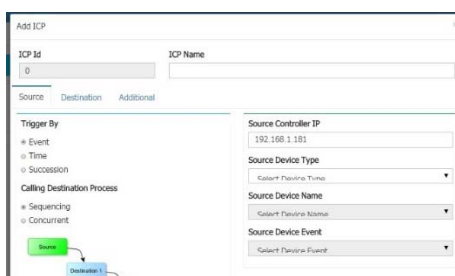 Add ICP
ICP Id
ICP Name
0
Source Destination Additional
Trigger By
Event
Time
Succession
Calling Destination Process
Sequencing
Concurrent
Source
Destination 1
Source Controller IP
192.168.1.181
Source Device Type
Select Device Type
Source Device Name
Select Device Name
Source Device Event
Select Device Event